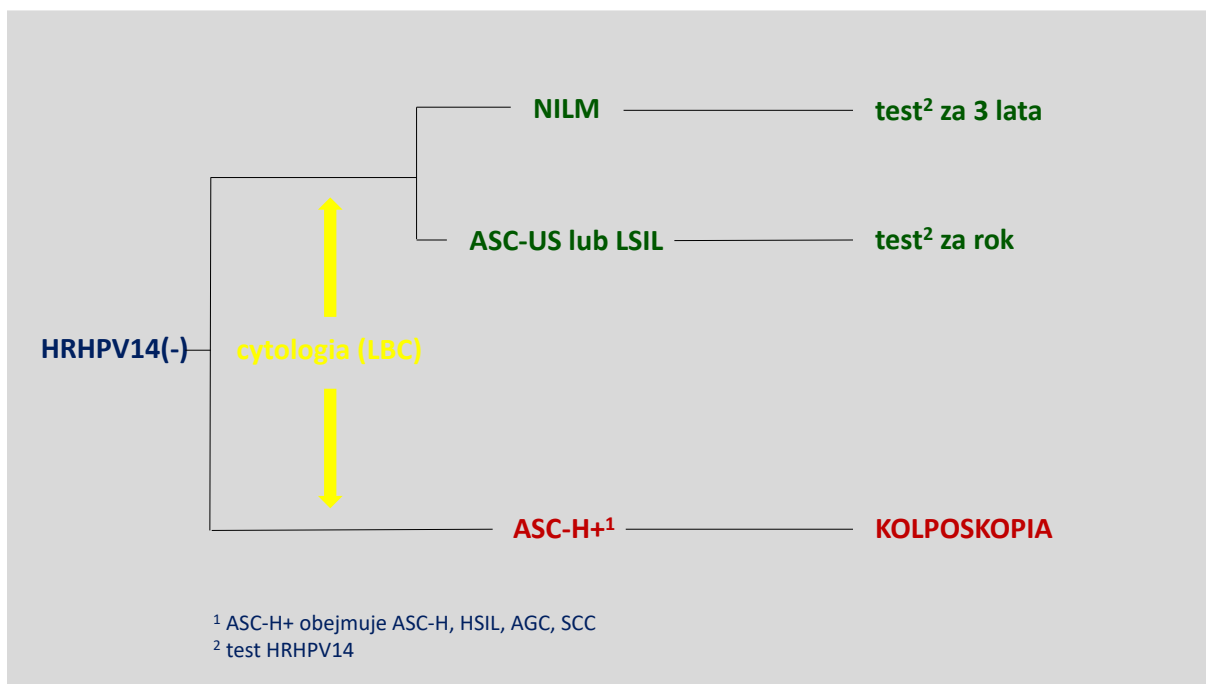 NILM
test² za 3 lata
ASC-US lub LSIL
test² za rok
HRHPV14(-)
cytologia (LBC)
ASC-H+¹
KOLPOSKOPIA
¹ ASC-H+ obejmuje ASC-H, HSIL, AGC, SCC
² test HRHPV14